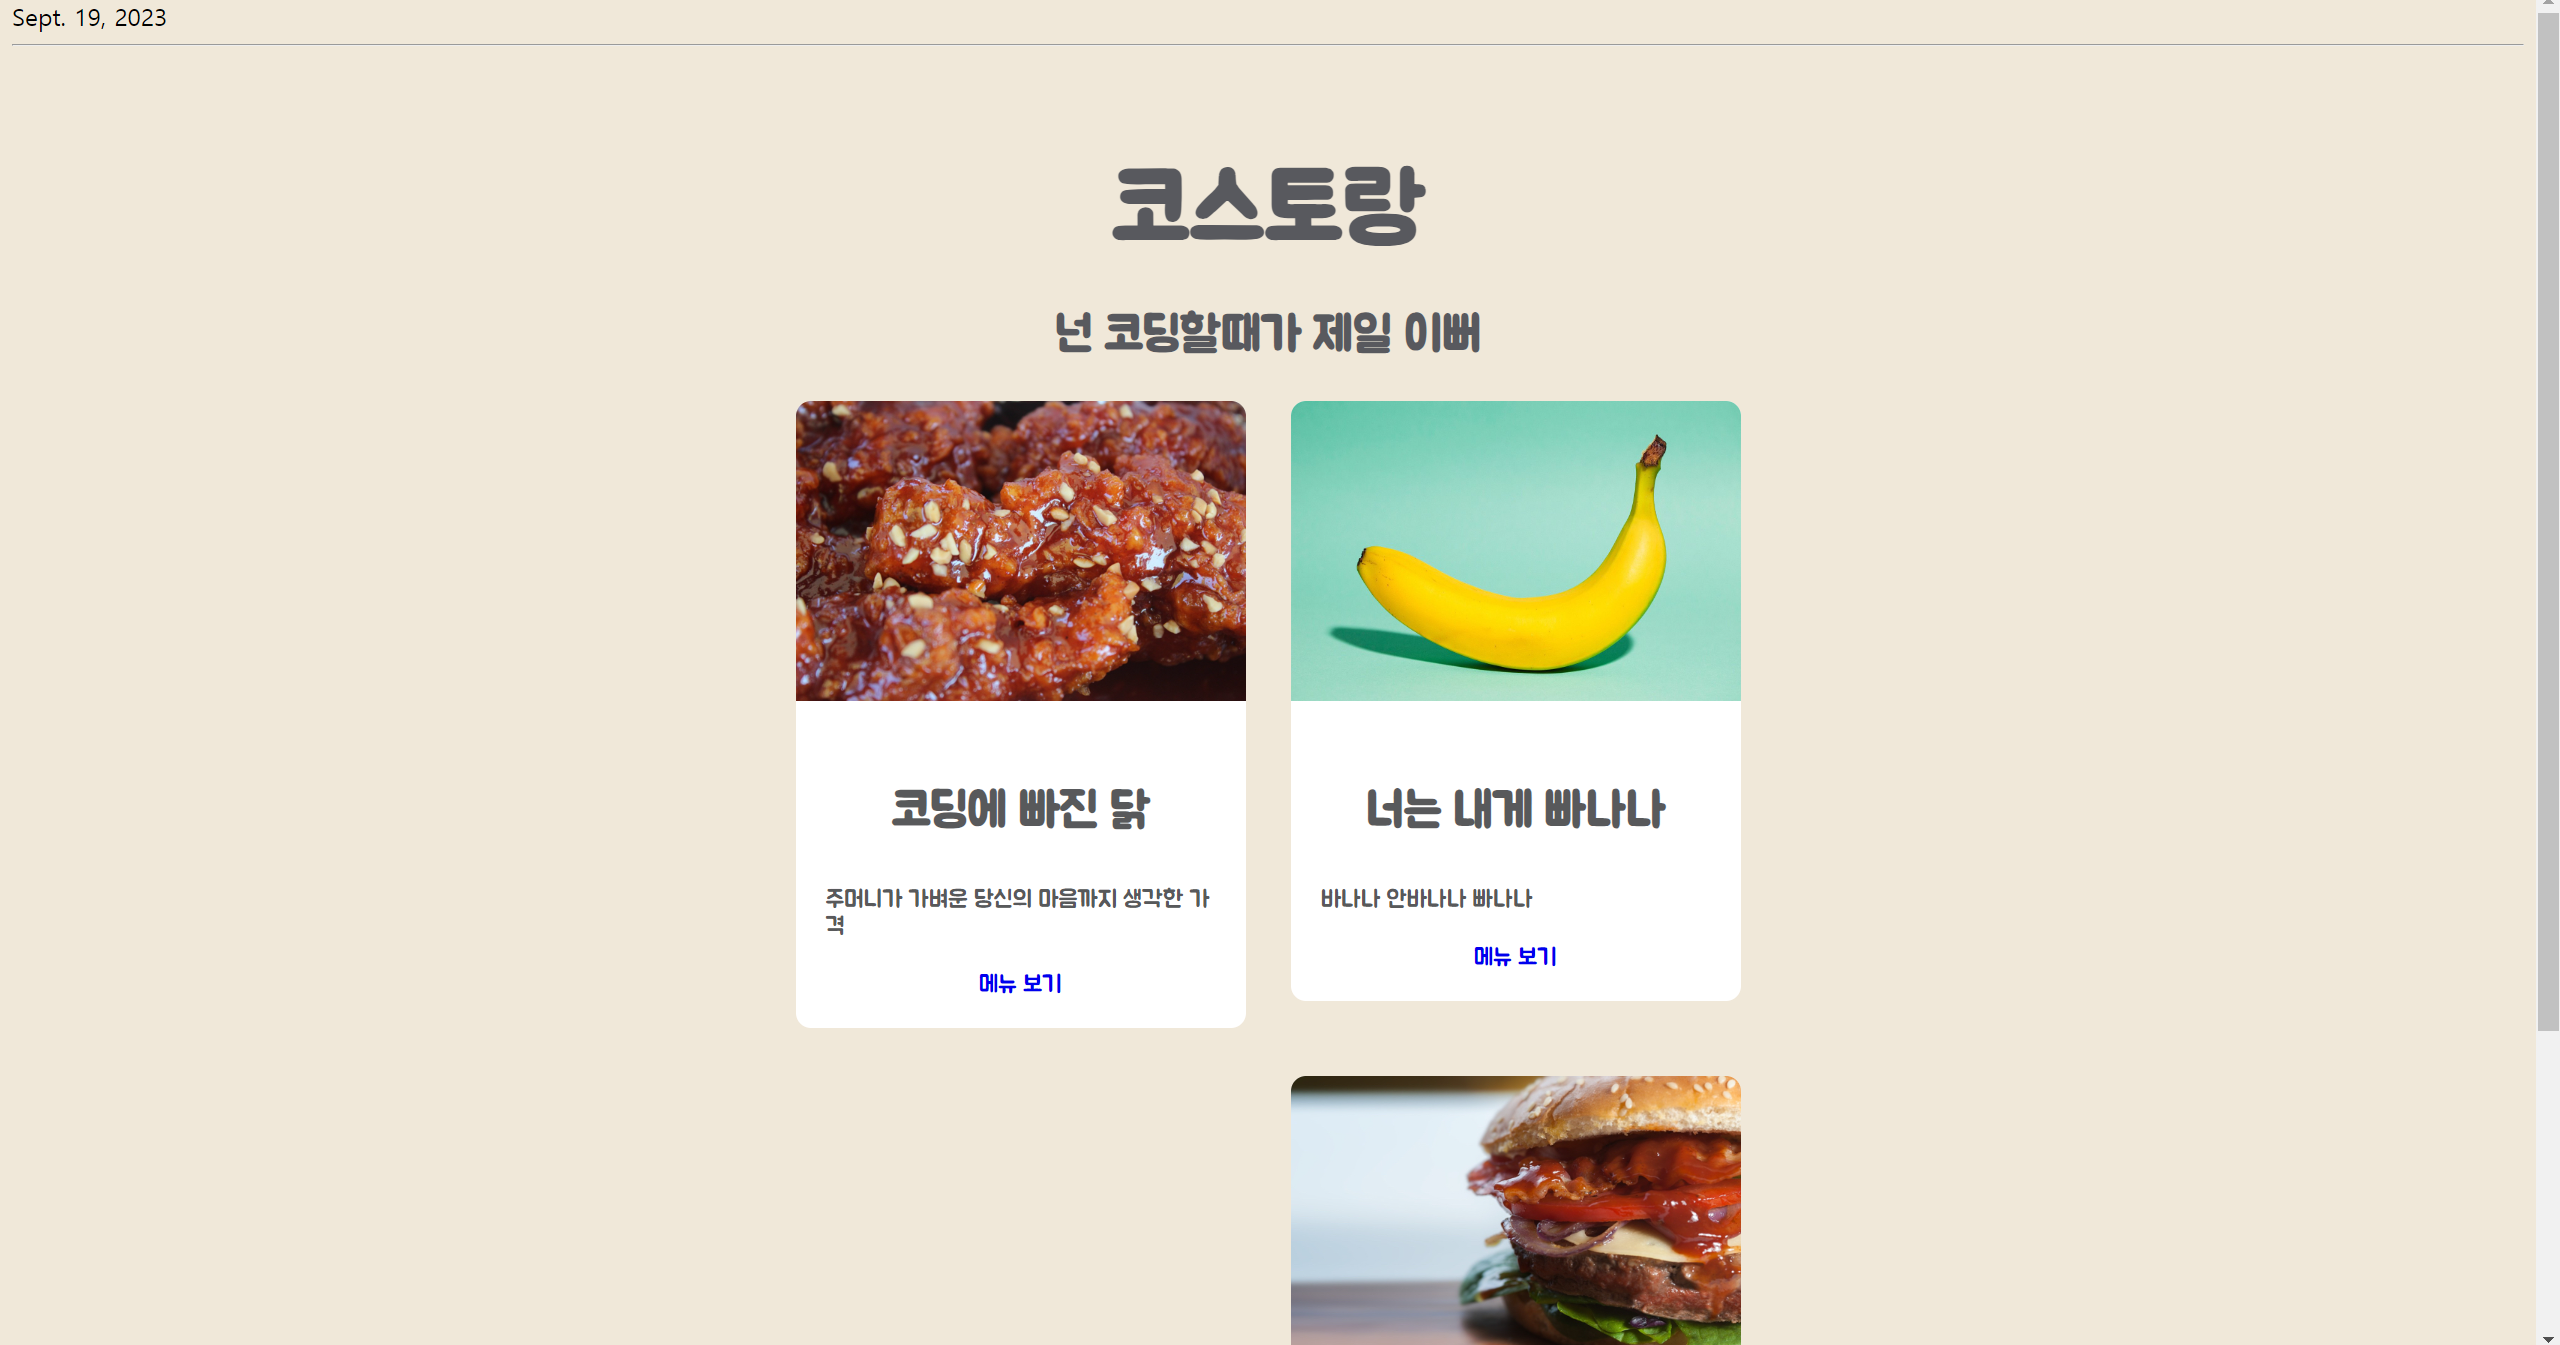 Sept. 19, 2023
코스토랑
넌 코딩할때가 제일 이뻐
코딩에 빠진 닭
주머니가 가벼운 당신의 마음까지 생각한 가
격
메뉴 보기
너는 내게 빠나나
바나나 안바나나 빠나나
메뉴 보기